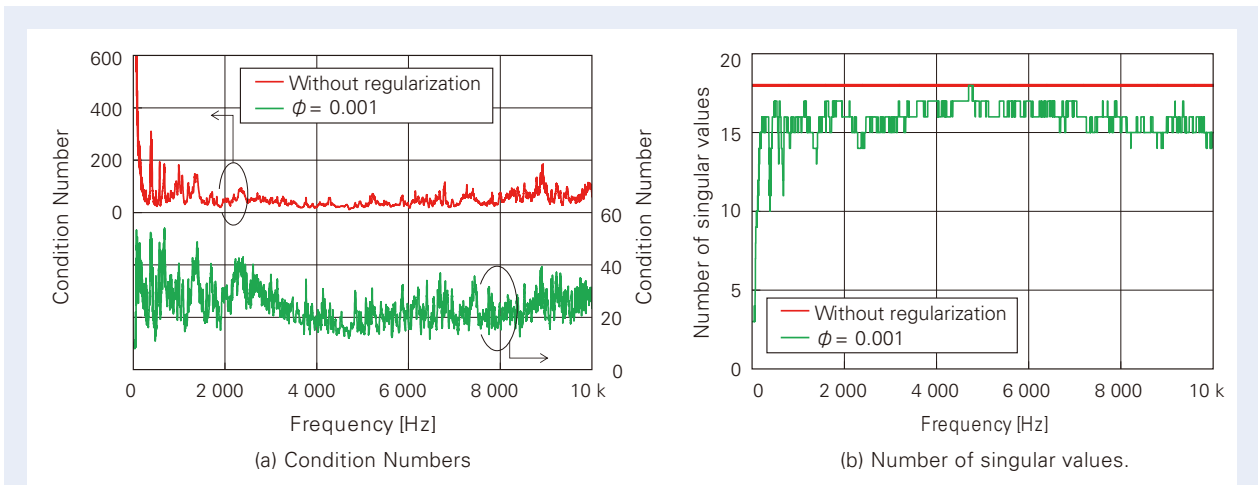 600
400
200
0
Condition Number
Without regularization
ϕ = 0.001
60
40
20
0
Condition Number
0 2 000 4 000 6 000 8 000 10 k
Frequency [Hz]
(a) Condition Numbers
20
15
10
5
0
Number of singular values
Without regularization
ϕ = 0.001
0 2 000 4 000 6 000 8 000 10 k
Frequency [Hz]
(b) Number of singular values.